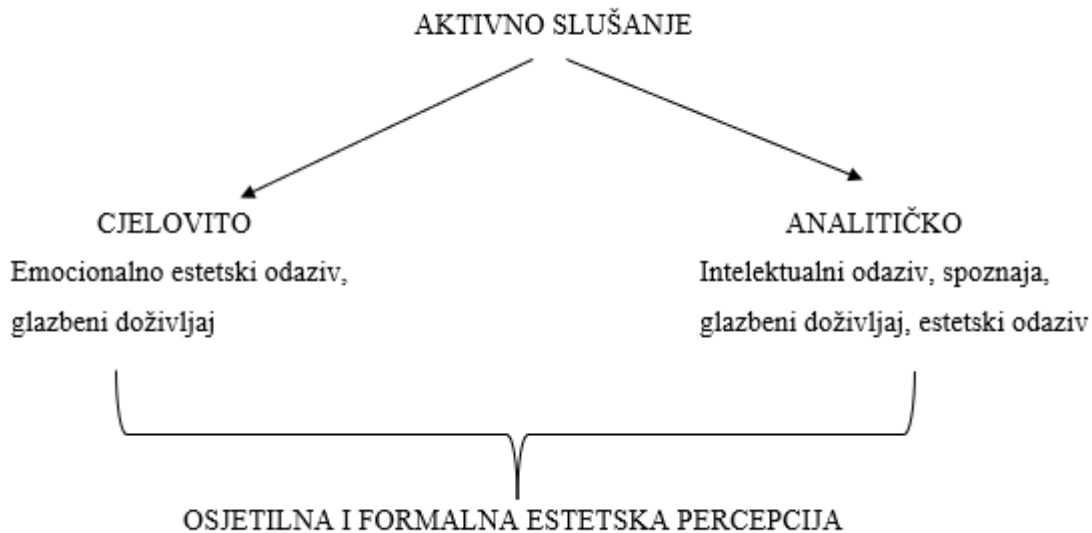 AKTIVNO SLUŠANJE
CJELOVITO
Emocionalno estetski odaziv,
glazbeni doživljaj
ANALITIČKO
Intelektualni odaziv, spoznaja,
glazbeni doživljaj, estetski odaziv
OSJETILNA I FORMALNA ESTETSKA PERCEPCIJA